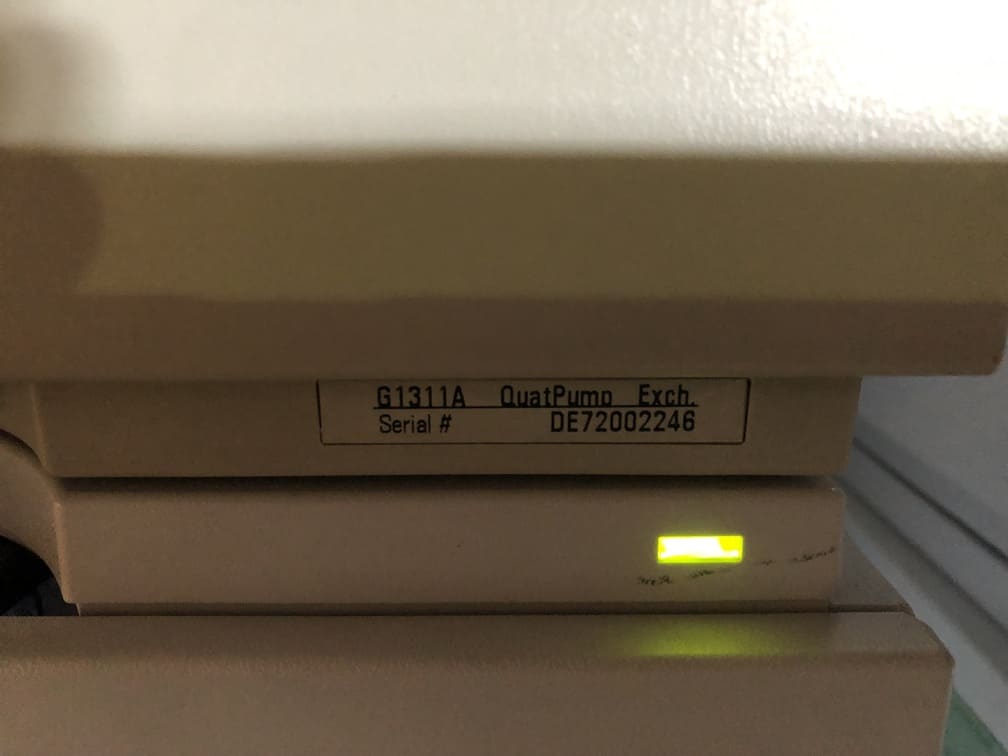 G1311A QuatPump Exch.
Serial # DE72002246